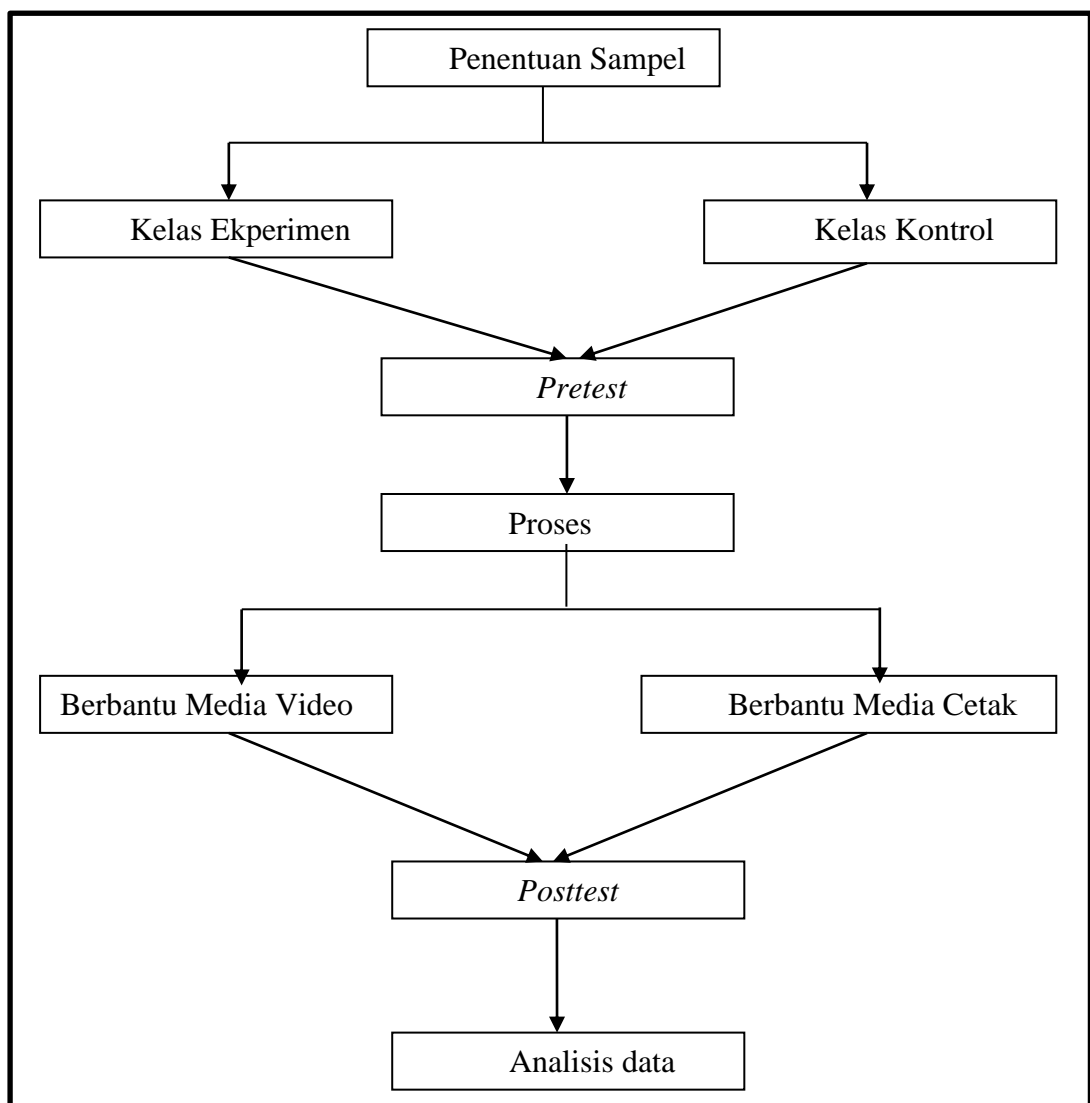 Penentuan Sampel
Kelas Ekperimen
Kelas Kontrol
Pretest
Proses
Berbantu Media Video
Berbantu Media Cetak
Posttest
Analisis data